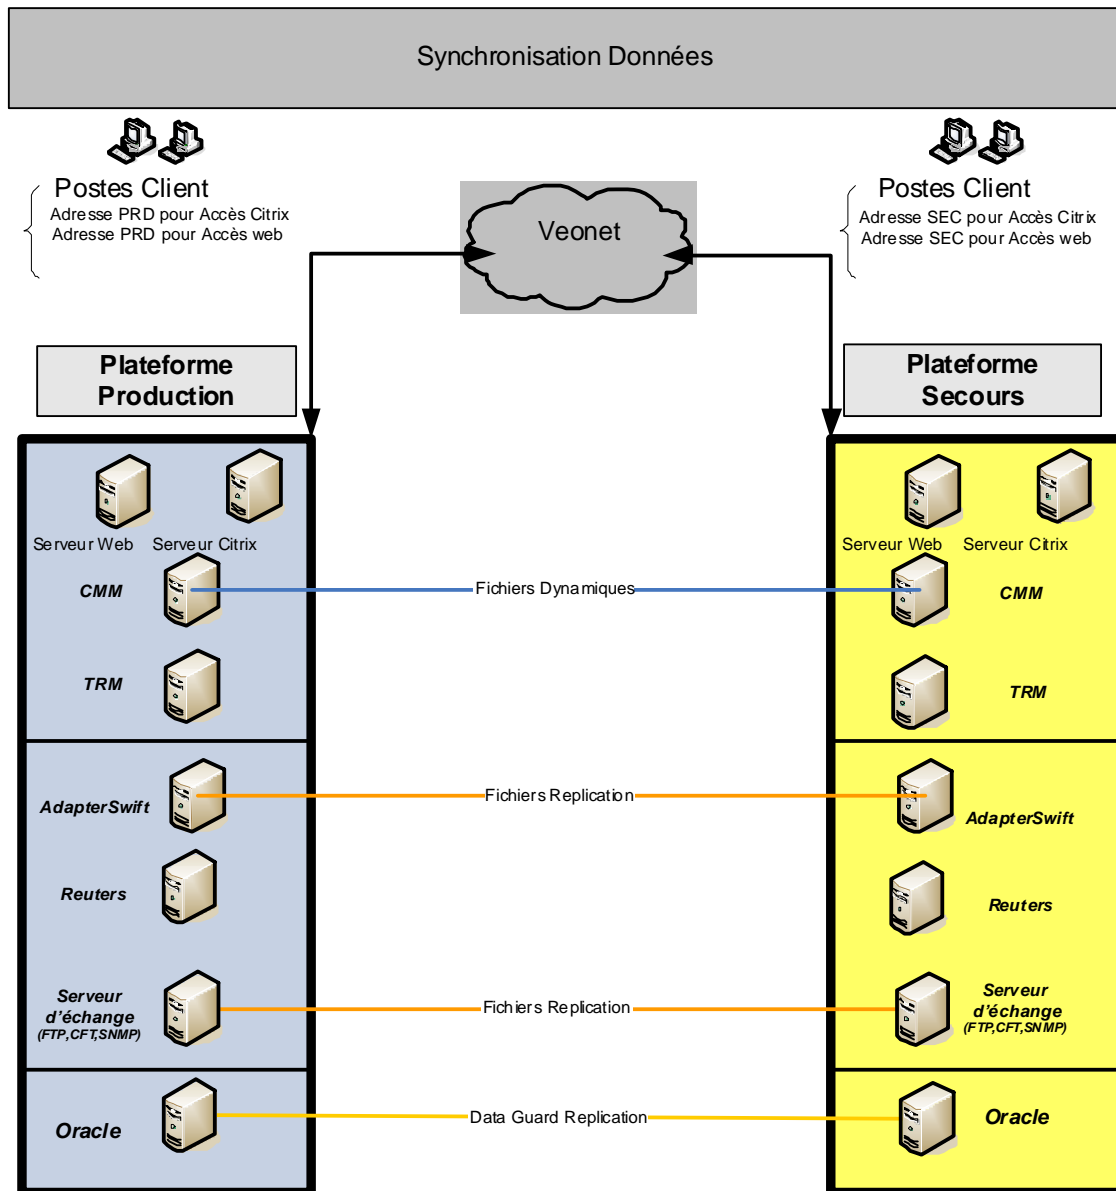 Synchronisation Données
Postes Client
Adresse PRD pour Accès Citrix
Adresse PRD pour Accès web
Veonet
Postes Client
Adresse SEC pour Accès Citrix
Adresse SEC pour Accès web
Plateforme
Production
Plateforme
Secours
Serveur Web
Serveur Citrix
Serveur Web
Serveur Citrix
CMM
Fichiers Dynamiques
CMM
TRM
TRM
AdapterSwift
Fichiers Replication
AdapterSwift
Reuters
Reuters
Serveur
d'échange
(FTP,CFT,SNMP)
Fichiers Replication
Serveur
d'échange
(FTP,CFT,SNMP)
Oracle
Data Guard Replication
Oracle